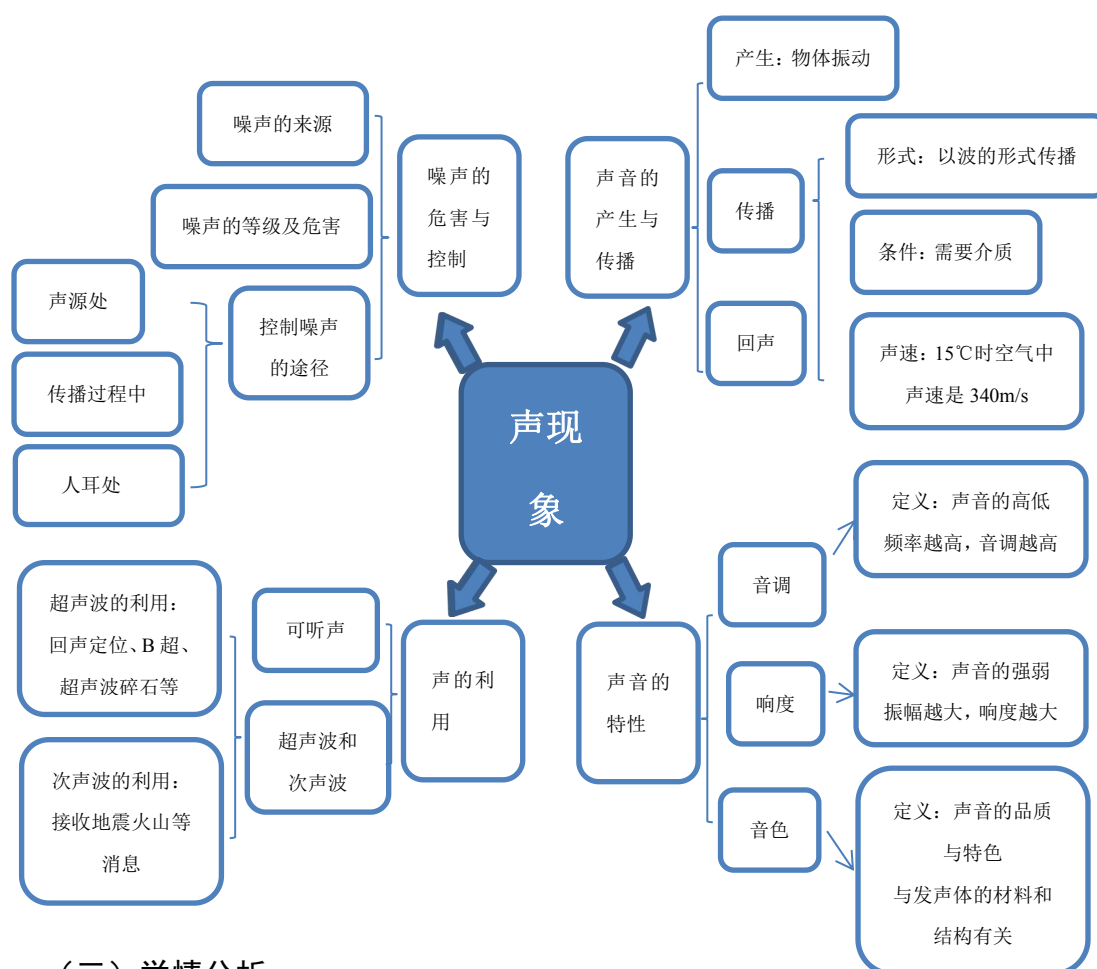 声现
象
噪声的
危害与
控制
噪声的来源
噪声的等级及危害
控制噪声
的途径
声源处
传播过程中
人耳处
声音的
产生与
传播
产生：物体振动
传播
形式：以波的形式传播
条件：需要介质
声速：15℃时空气中
声速是 340m/s
回声
声的利
用
可听声
超声波和
次声波
超声波的利用：
回声定位、B 超、
超声波碎石等
次声波的利用：
接收地震火山等
消息
声音的
特性
音调
定义：声音的高低
频率越高，音调越高
响度
定义：声音的强弱
振幅越大，响度越大
音色
定义：声音的品质
与特色
与发声体的材料和
结构有关
学情分析